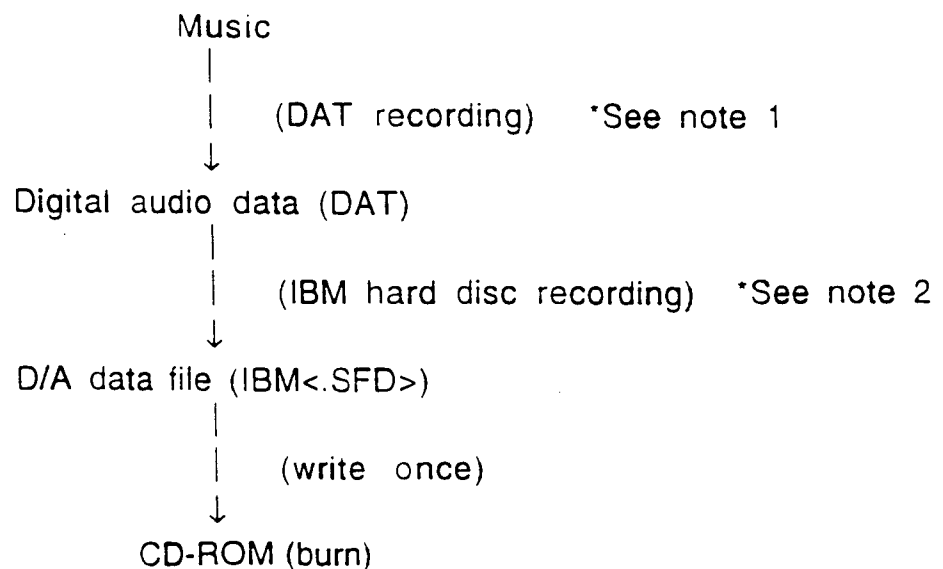 Music
(DAT recording) *See note 1
Digital audio data (DAT)
(IBM hard disc recording) *See note 2
D/A data file (IBM<.SFD>)
(write once)
CD-ROM (burn)